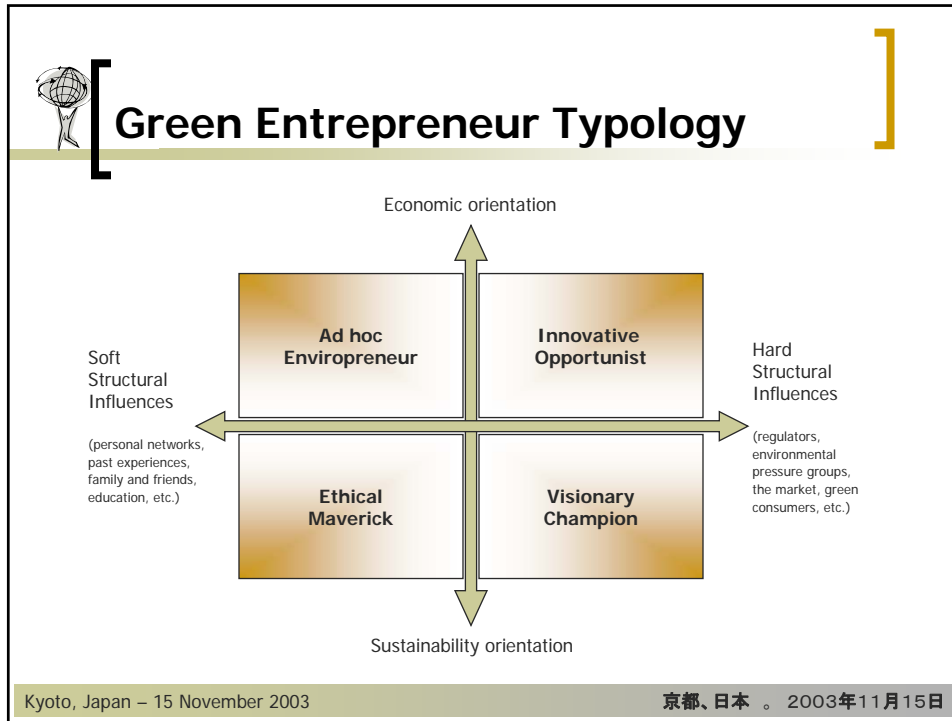 Green Entrepreneur Typology
Economic orientation
Ad hoc
Enviropreneur
Innovative
Opportunist
Soft
Structural
Influences
(personal networks,
past experiences,
family and friends,
education, etc.)
Hard
Structural
Influences
(regulators,
environmental
pressure groups,
the market, green
consumers, etc.)
Ethical
Maverick
Visionary
Champion
Sustainability orientation
Kyoto, Japan – 15 November 2003
京都、日本 。 2003年11月15日